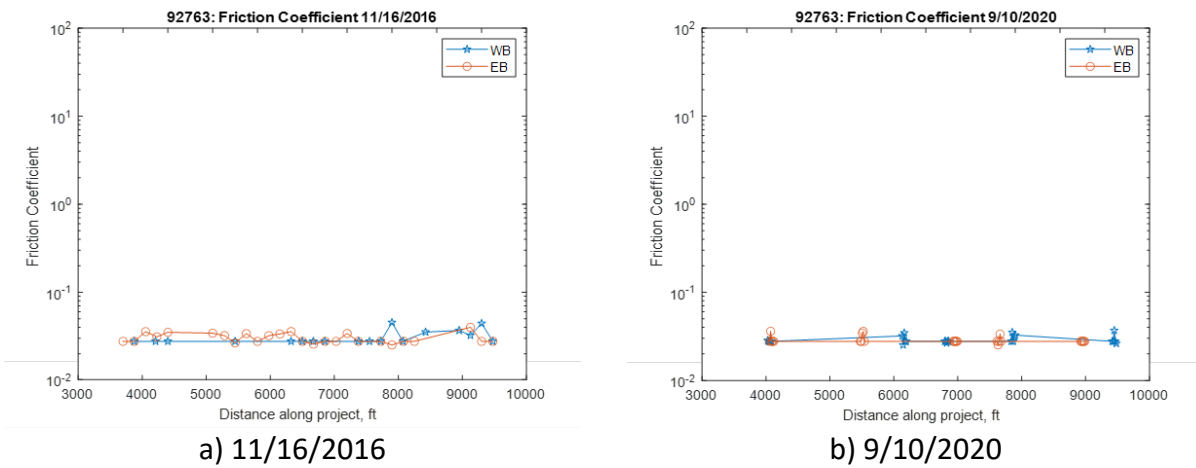 92763: Friction Coefficient 11/16/2016
10^2
10^1
10^0
10^-1
10^-2
Friction Coefficient
WB
EB
3000 4000 5000 6000 7000 8000 9000 10000
Distance along project, ft
a) 11/16/2016
92763: Friction Coefficient 9/10/2020
10^2
10^1
10^0
10^-1
10^-2
Friction Coefficient
WB
EB
3000 4000 5000 6000 7000 8000 9000 10000
Distance along project, ft
b) 9/10/2020